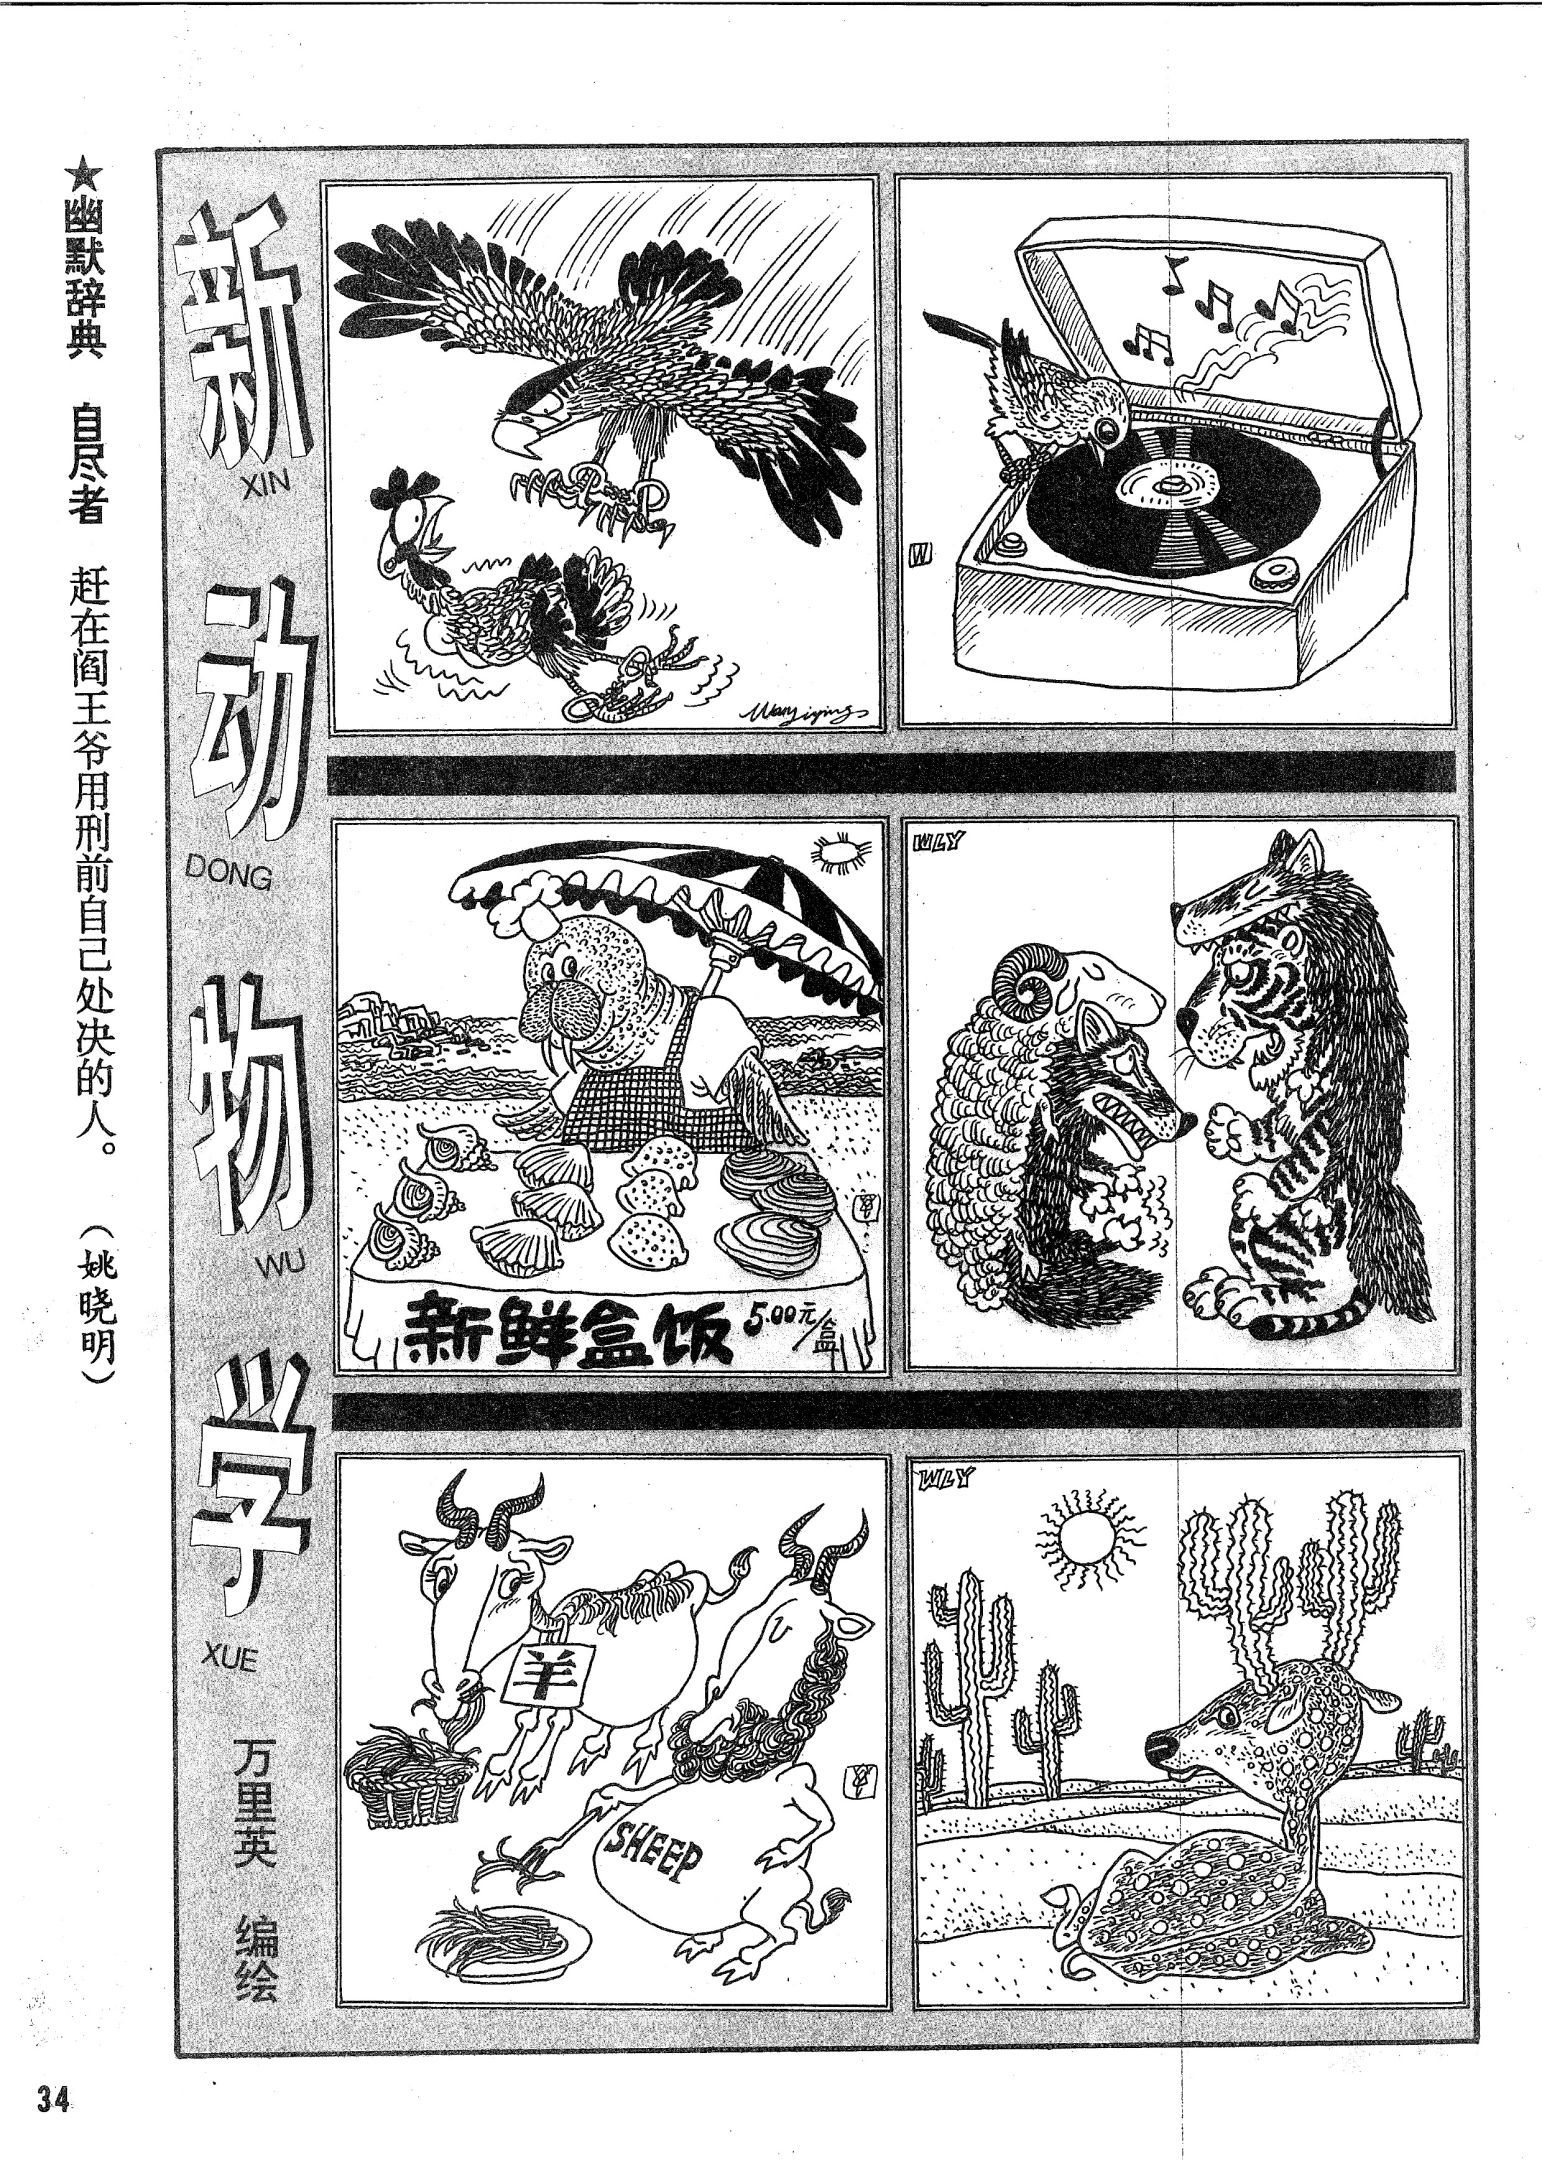 ★幽默辞典 自尽者 赶在阎王爷用刑前自己处决的人。 (姚晓明)
新
XIN
动
DONG
物
WU
学
XUE
万里英 编绘
Wanyiying
W
新鲜盒饭 5.00元/盒
WLY
羊
SHEEP
WLY
34